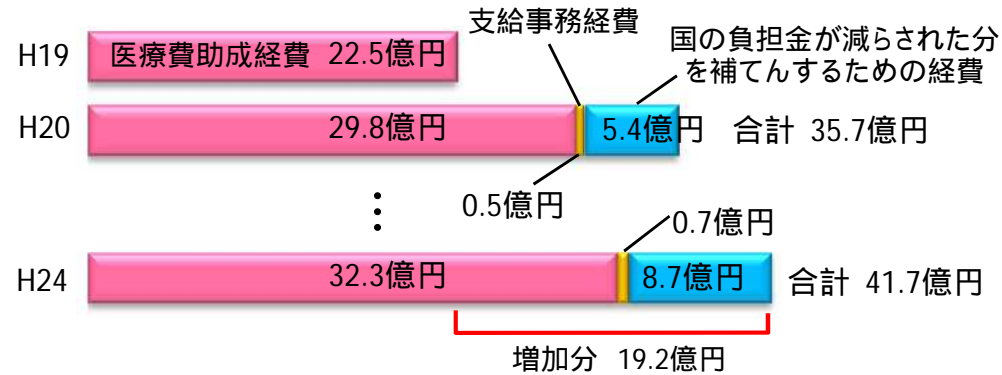 支給事務経費
国の負担金が減らされた分
を補てんするための経費
H19 医療費助成経費 22.5億円
H20 29.8億円 5.4億円 合計 35.7億円
0.5億円
⋮
0.7億円
H24 32.3億円 8.7億円 合計 41.7億円
増加分 19.2億円